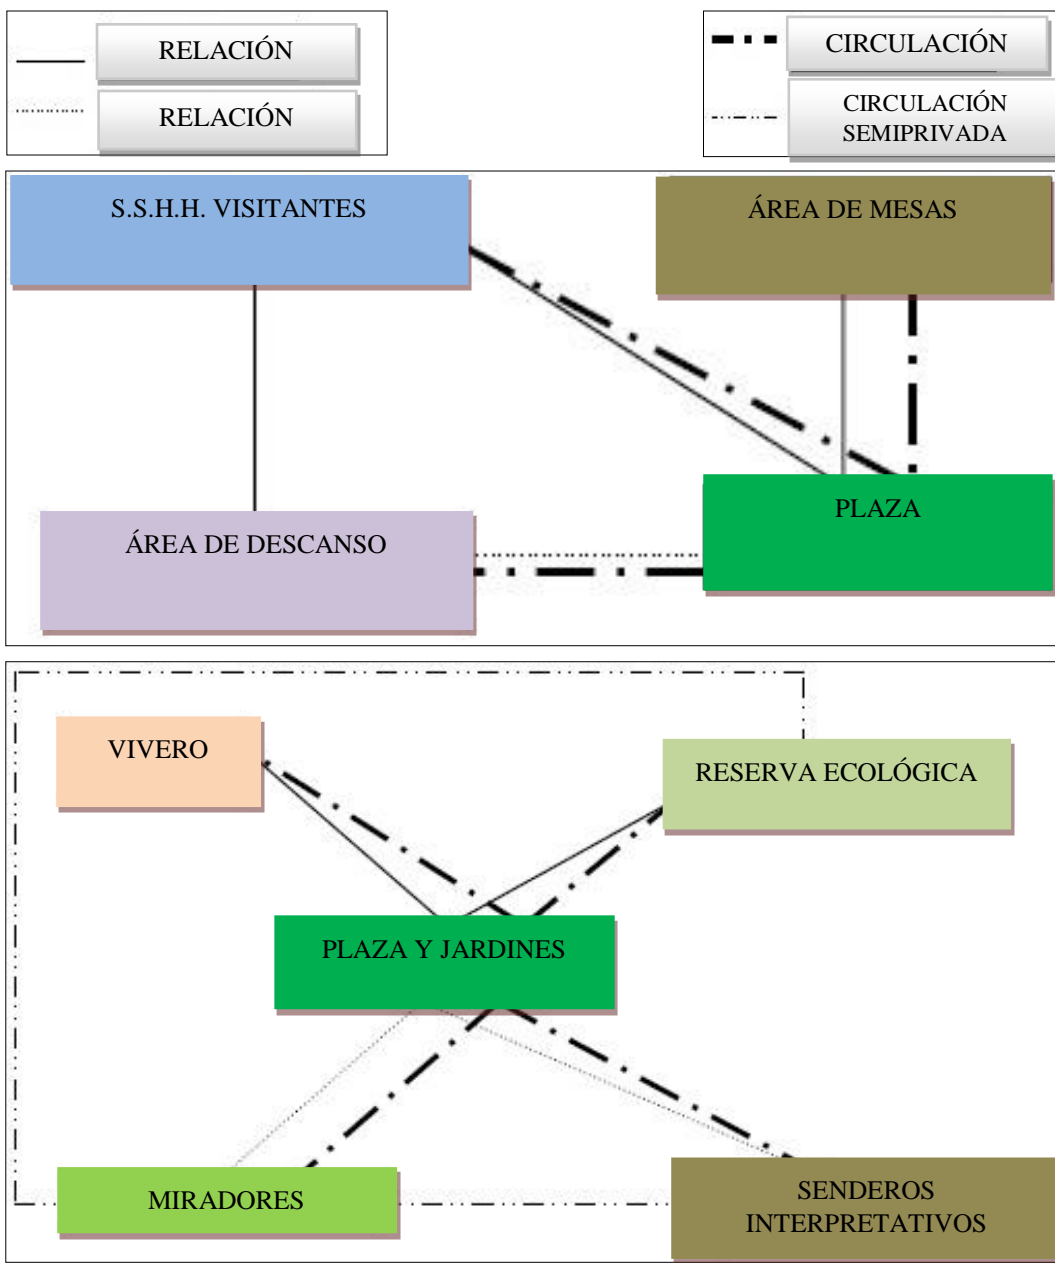 RELACIÓN
RELACIÓN
CIRCULACIÓN
CIRCULACIÓN
SEMIPRIVADA
S.S.H.H. VISITANTES
ÁREA DE MESAS
PLAZA
ÁREA DE DESCANSO
VIVERO
RESERVA ECOLÓGICA
PLAZA Y JARDINES
MIRADORES
SENDEROS
INTERPRETATIVOS